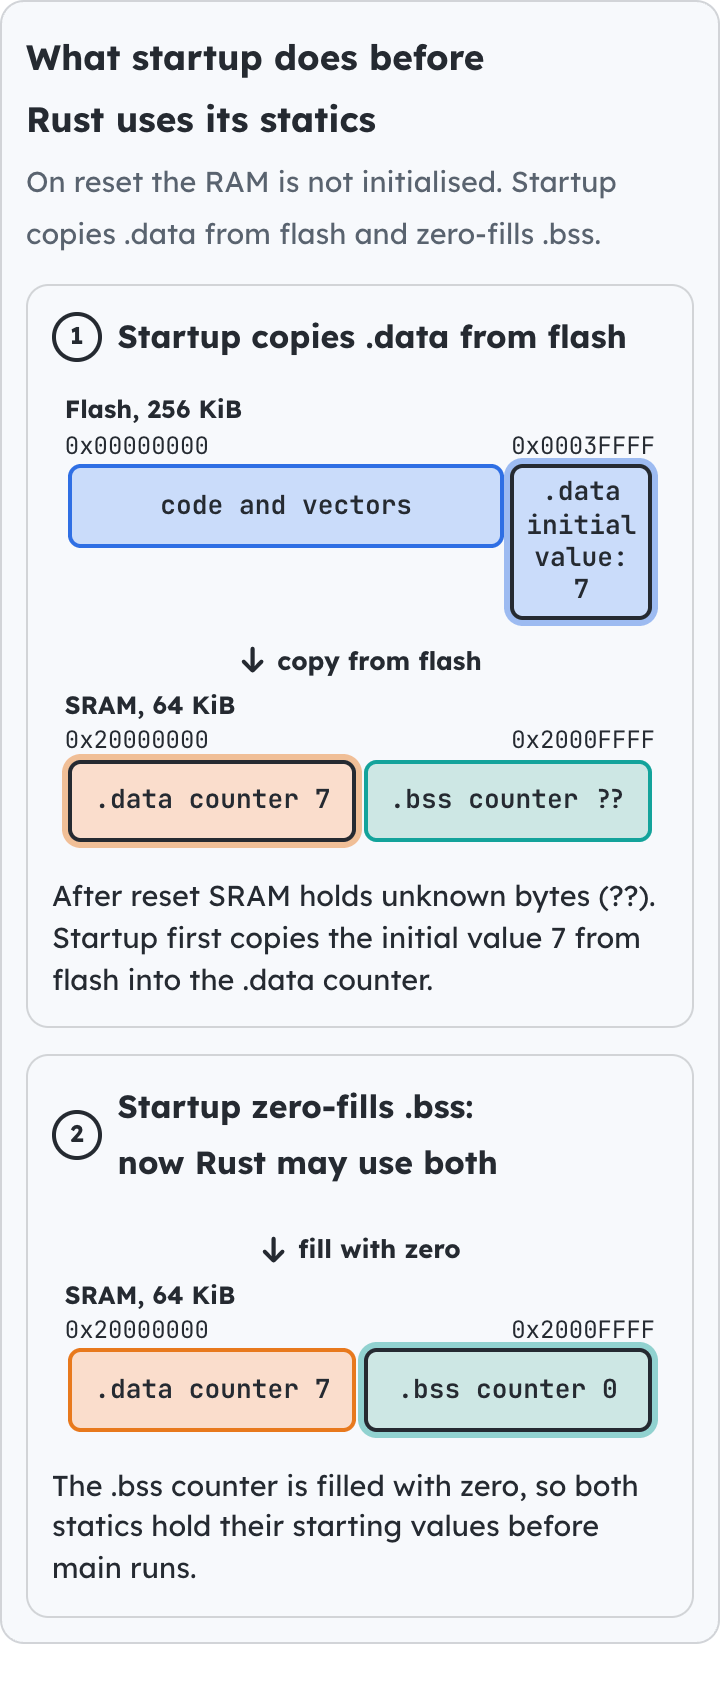 What startup does before
Rust uses its statics
On reset the RAM is not initialised. Startup
copies .data from flash and zero-fills .bss.
1 Startup copies .data from flash
Flash, 256 KiB
0x00000000 0x0003FFFF
code and vectors
.data
initial
value:
7
↓ copy from flash
SRAM, 64 KiB
0x20000000 0x2000FFFF
.data counter 7 .bss counter ??
After reset SRAM holds unknown bytes (??).
Startup first copies the initial value 7 from
flash into the .data counter.
2 Startup zero-fills .bss:
now Rust may use both
↓ fill with zero
SRAM, 64 KiB
0x20000000 0x2000FFFF
.data counter 7 .bss counter 0
The .bss counter is filled with zero, so both
statics hold their starting values before
main runs.